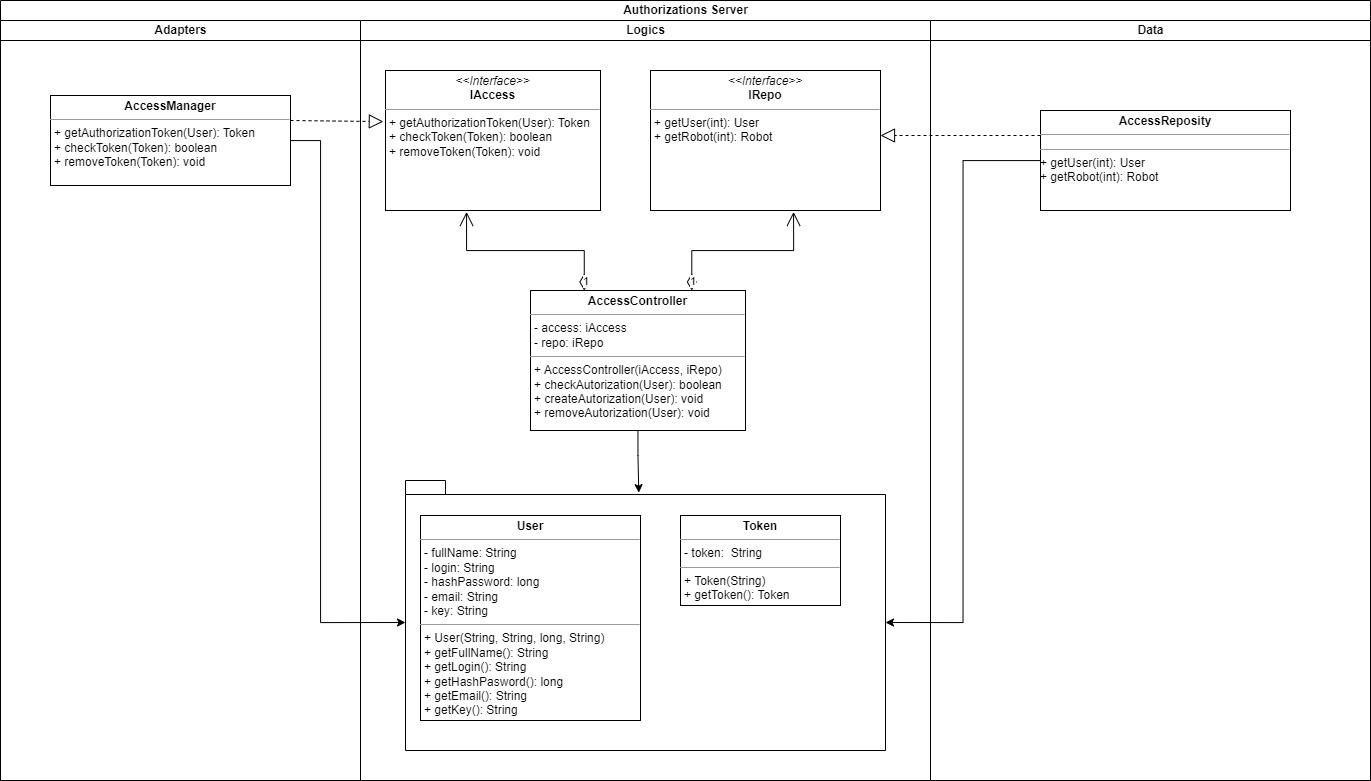 Authorizations Server
Adapters
Logics
Data
AccessManager
+ getAuthorizationToken(User): Token
+ checkToken(Token): boolean
+ removeToken(Token): void
<<Interface>>
IAccess
+ getAuthorizationToken(User): Token
+ checkToken(Token): boolean
+ removeToken(Token): void
<<Interface>>
IRepo
+ getUser(int): User
+ getRobot(int): Robot
AccessReposity
+ getUser(int): User
+ getRobot(int): Robot
1
1
AccessController
- access: iAccess
- repo: iRepo
+ AccessController(iAccess, iRepo)
+ checkAutorization(User): boolean
+ createAutorization(User): void
+ removeAutorization(User): void
User
- fullName: String
- login: String
- hashPassword: long
- email: String
- key: String
+ User(String, String, long, String)
+ getFullName(): String
+ getLogin(): String
+ getHashPasword(): long
+ getEmail(): String
+ getKey(): String
Token
- token: String
+ Token(String)
+ getToken(): Token